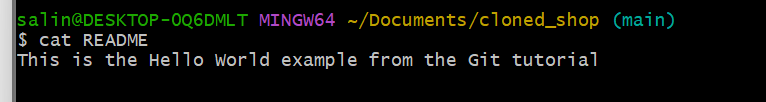 salin@DESKTOP-OQ6DMLT MINGW64 ~/Documents/cloned_shop (main)
$ cat README
This is the Hello World example from the Git tutorial